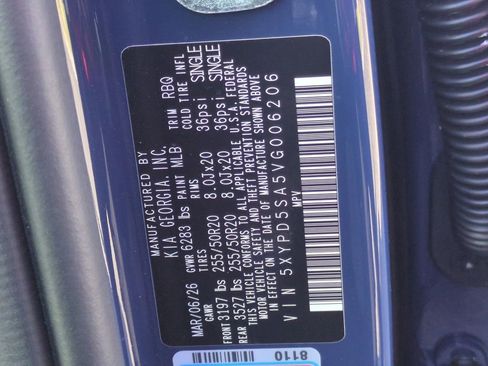 MANUFACTURED BY
KIA GEORGIA, INC.
MAR/06/26 GVWR 6283 lbs PAINT MLB TRIM RBQ
GAWR TIRES RIMS COLD TIRE INFL
FRONT 3197 lbs 255/50R20 8.0Jx20 36psi SINGLE
REAR 3527 lbs 255/50R20 8.0Jx20 36psi SINGLE
THIS VEHICLE CONFORMS TO ALL APPLICABLE U.S.A. FEDERAL
MOTOR VEHICLE SAFETY AND THEFT PREVENTION STANDARDS
IN EFFECT ON THE DATE OF MANUFACTURE SHOWN ABOVE
VIN 5XYPD5SA5VG006206
MPV
8110